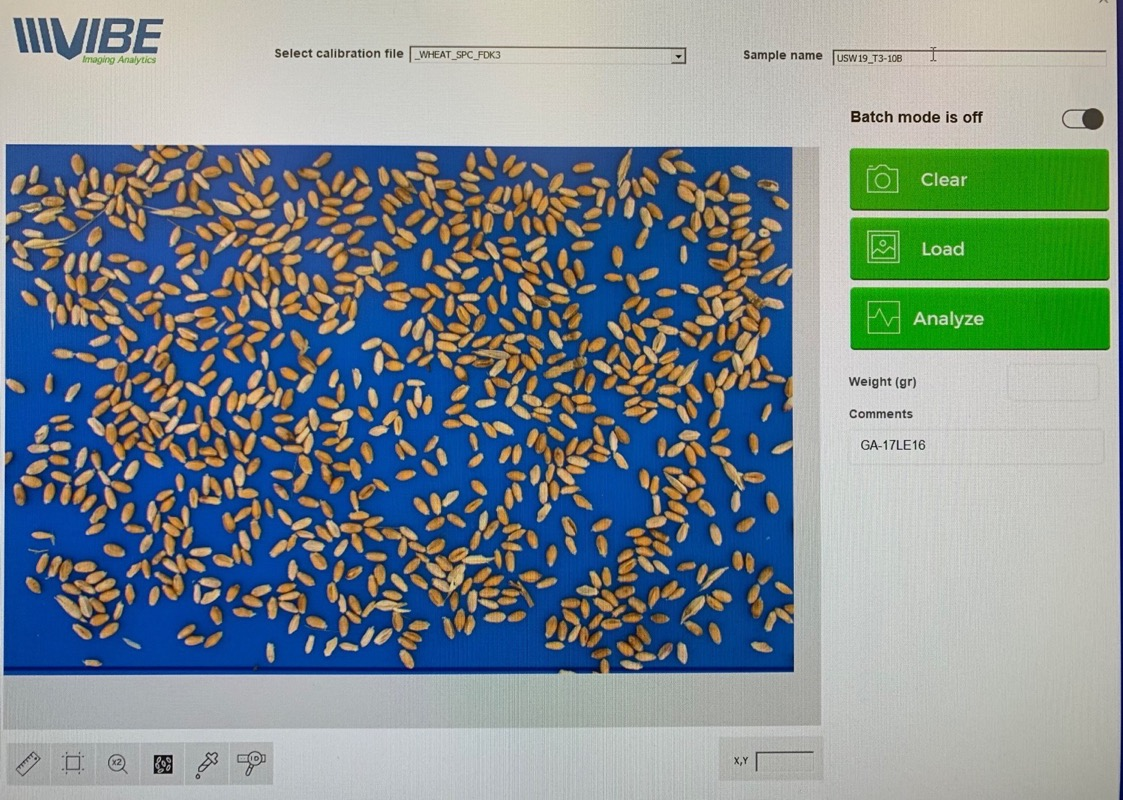 VIBE
Imaging Analytics
Select calibration file _WHEAT_SPC_FDK3
Sample name USW19_T3-10B
Batch mode is off
Clear
Load
Analyze
Weight (gr)
Comments
GA-17LE16
x2
X,Y